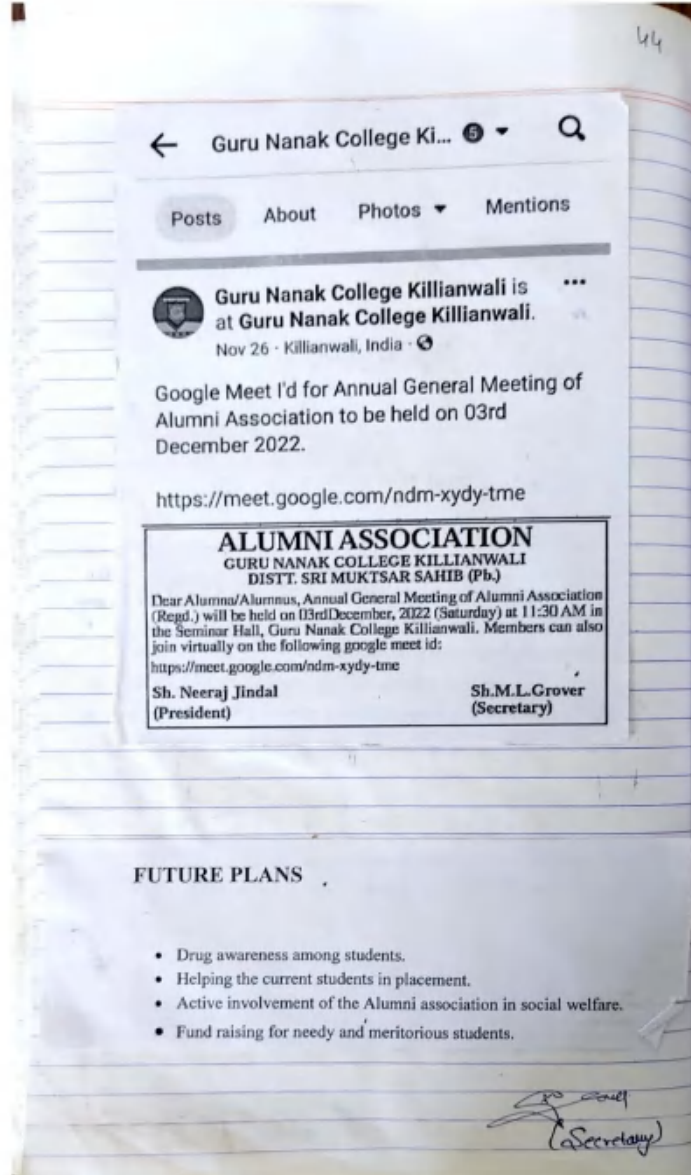 44
Guru Nanak College Ki... 5
Posts About Photos Mentions
Guru Nanak College Killianwali is
at Guru Nanak College Killianwali.
Nov 26 · Killianwali, India ·
Google Meet I'd for Annual General Meeting of
Alumni Association to be held on 03rd
December 2022.
https://meet.google.com/ndm-xydy-tme
ALUMNI ASSOCIATION
GURU NANAK COLLEGE KILLIANWALI
DISTT. SRI MUKTSAR SAHIB (Pb.)
Dear Alumna/Alumnus, Annual General Meeting of Alumni Association
(Regd.) will be held on 03rdDecember, 2022 (Saturday) at 11:30 AM in
the Seminar Hall, Guru Nanak College Killianwali. Members can also
join virtually on the following google meet id:
https://meet.google.com/ndm-xydy-tme
Sh. Neeraj Jindal Sh.M.L.Grover
(President) (Secretary)
FUTURE PLANS
• Drug awareness among students.
• Helping the current students in placement.
• Active involvement of the Alumni association in social welfare.
• Fund raising for needy and meritorious students.
(Secretary)